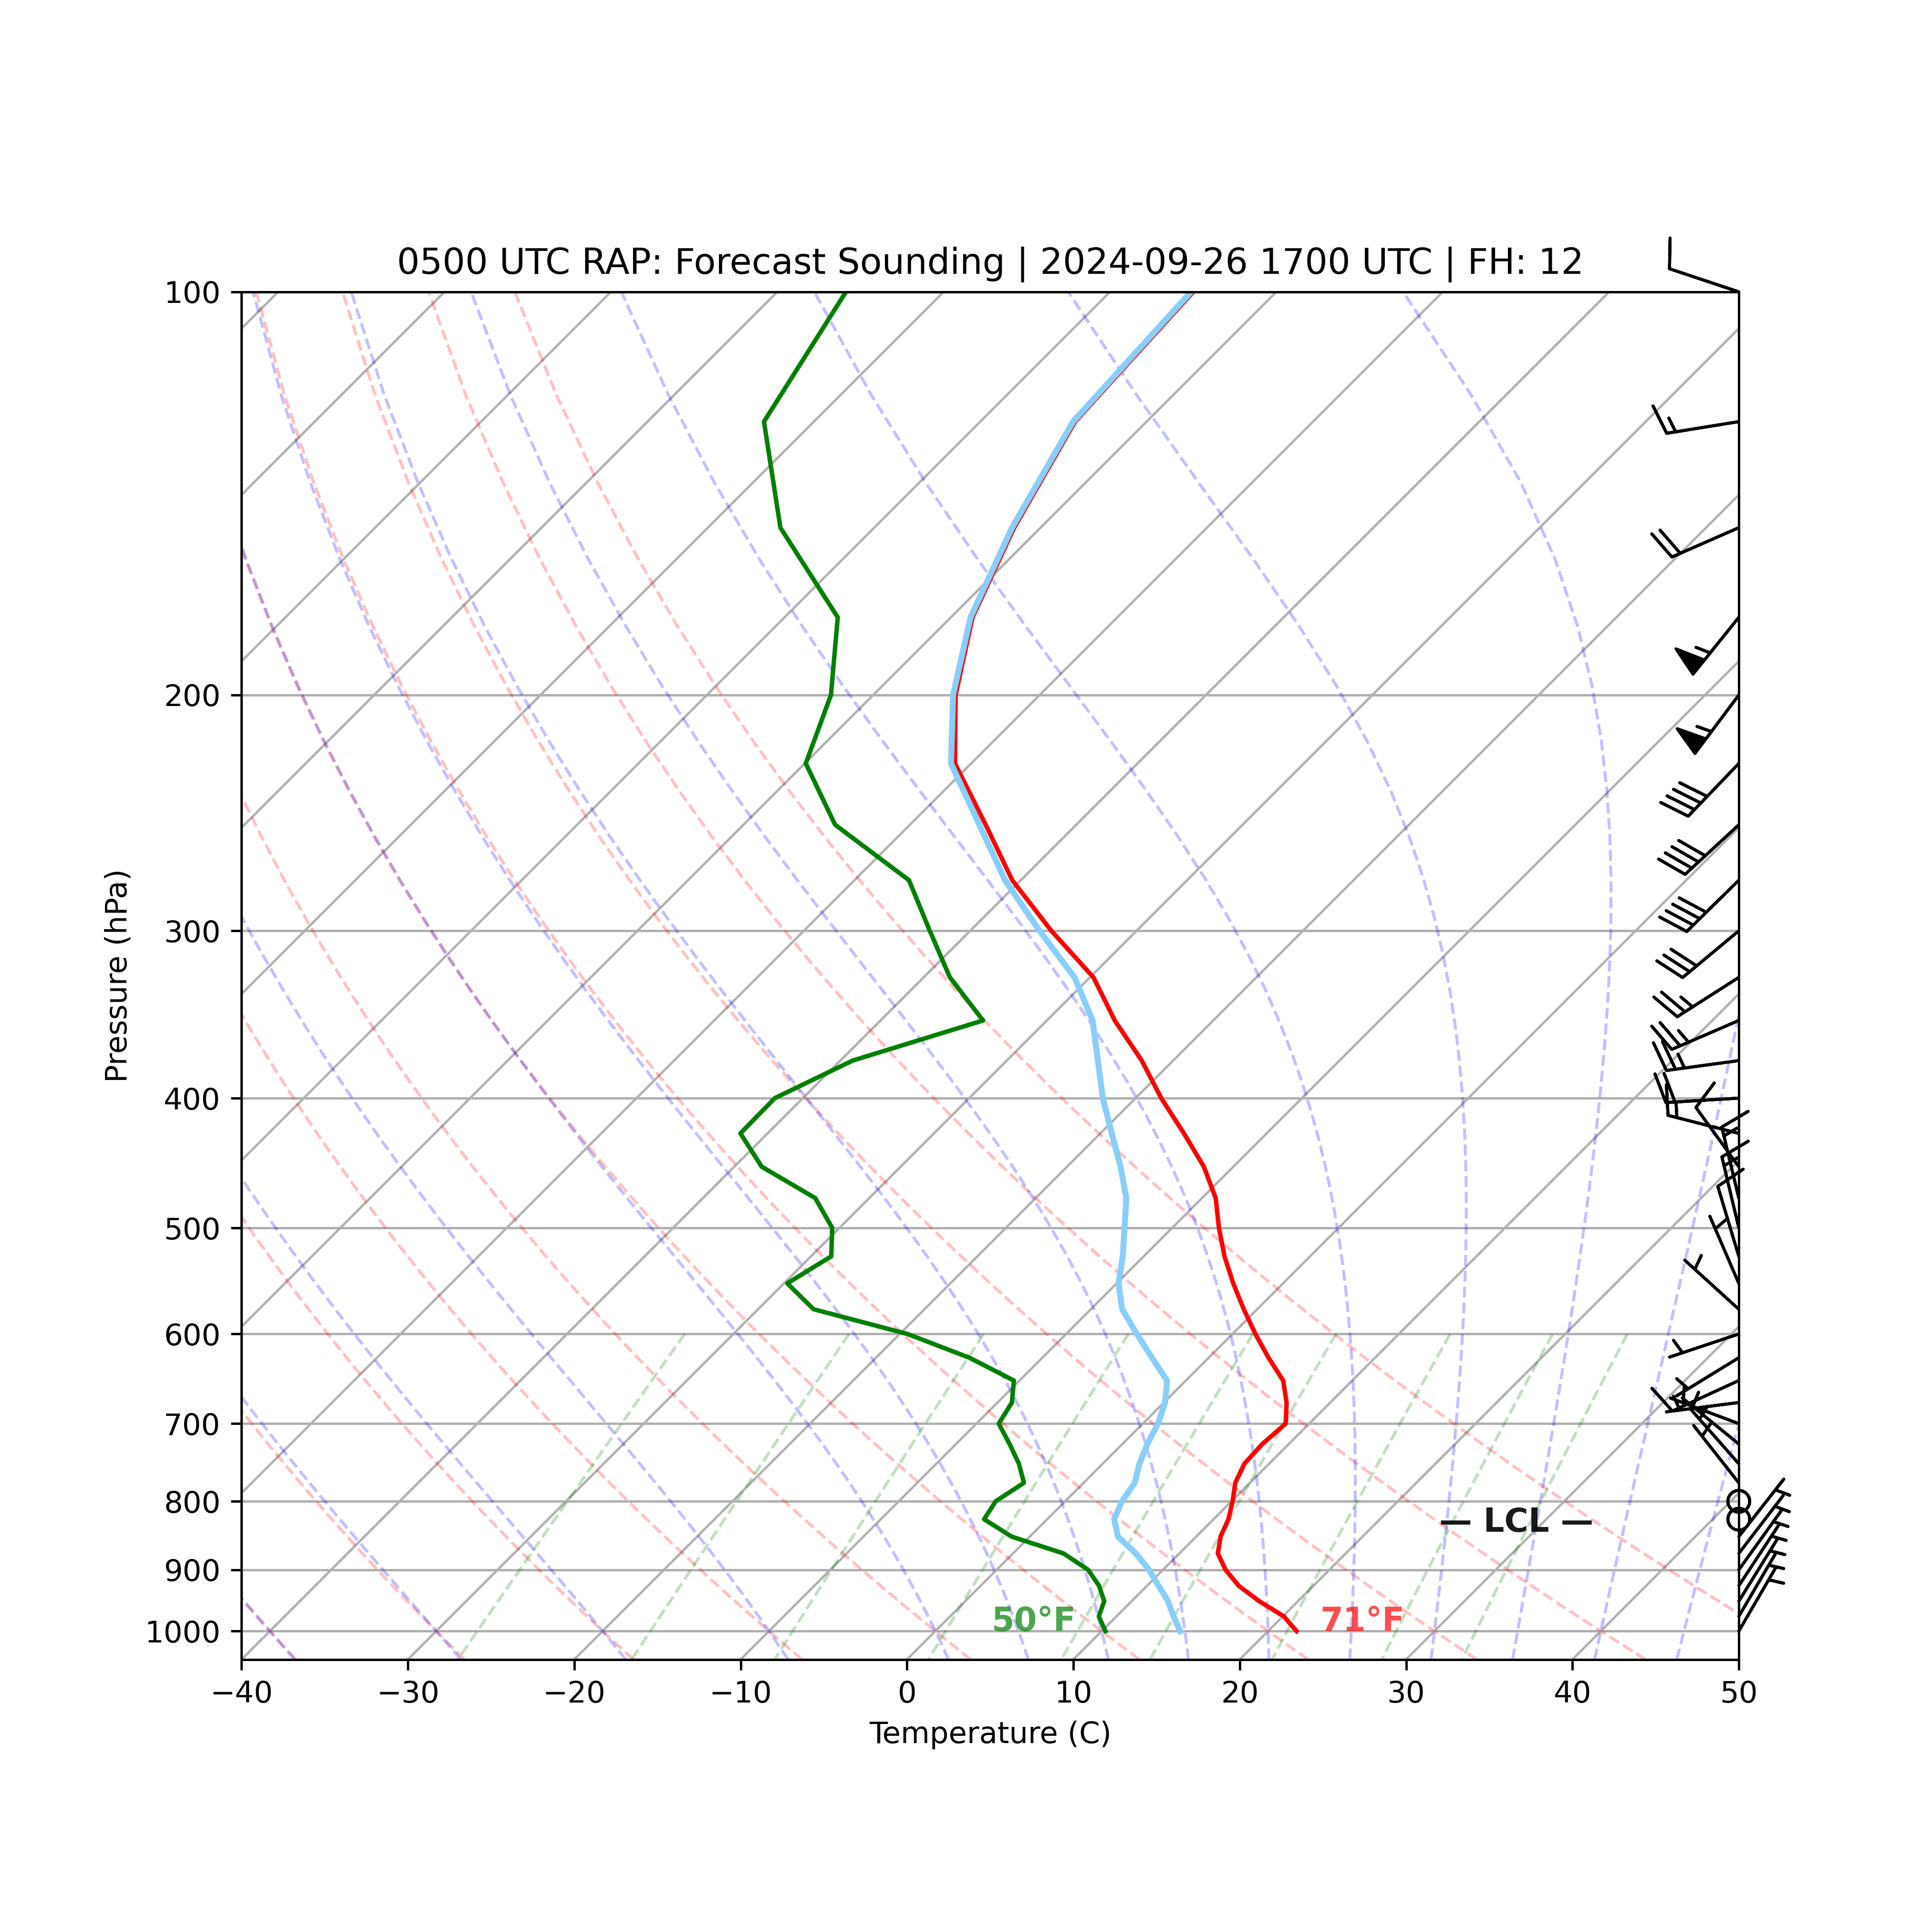 0500 UTC RAP: Forecast Sounding | 2024-09-26 1700 UTC | FH: 12
100
200
300
400
500
600
700
800
900
1000
Pressure (hPa)
— LCL —
50°F
71°F
−40 −30 −20 −10 0 10 20 30 40 50
Temperature (C)